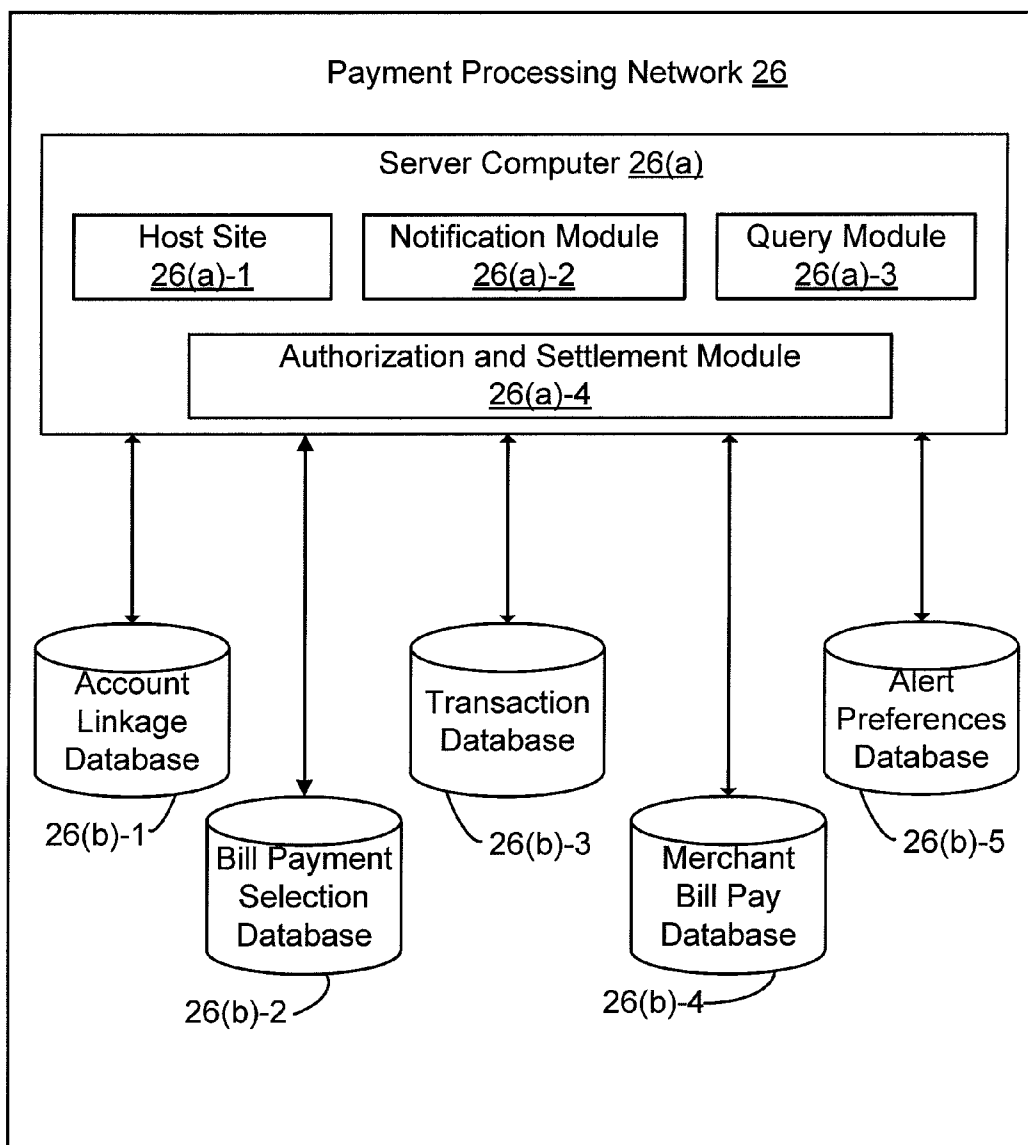 Payment Processing Network 26
Server Computer 26(a)
Host Site
26(a)-1
Notification Module
26(a)-2
Query Module
26(a)-3
Authorization and Settlement Module
26(a)-4
Account
Linkage
Database
26(b)-1
Bill Payment
Selection
Database
26(b)-2
Transaction
Database
26(b)-3
Merchant
Bill Pay
Database
26(b)-4
Alert
Preferences
Database
26(b)-5